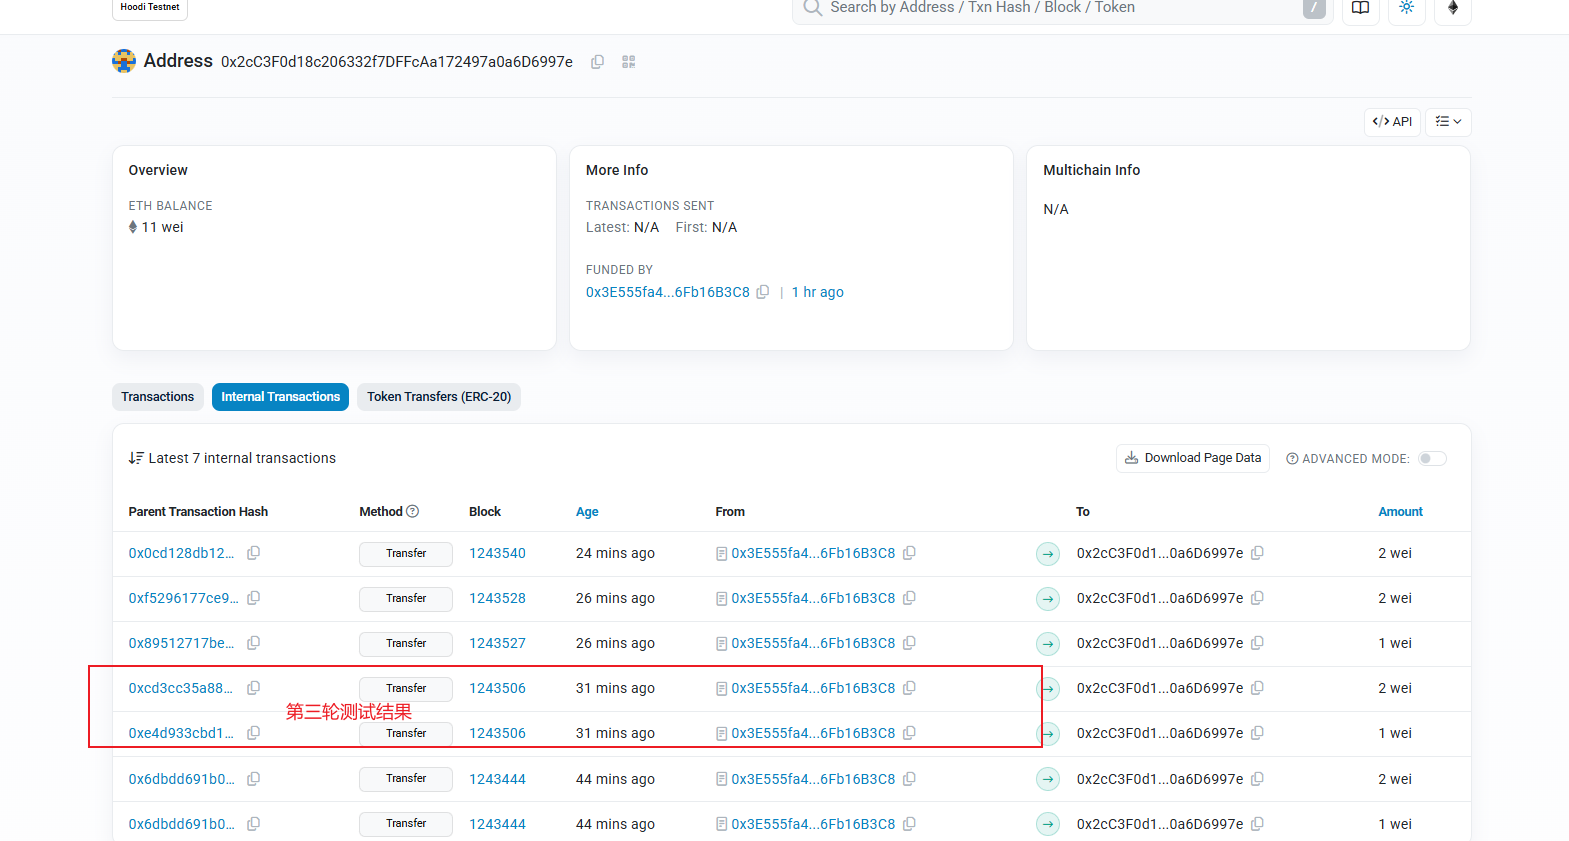 Hoodi Testnet
Search by Address / Txn Hash / Block / Token
/
Address 0x2cC3F0d18c206332f7DFFcAa172497a0a6D6997e
</> API
Overview
ETH BALANCE
11 wei
More Info
TRANSACTIONS SENT
Latest: N/A First: N/A
FUNDED BY
0x3E555fa4...6Fb16B3C8 | 1 hr ago
Multichain Info
N/A
Transactions Internal Transactions Token Transfers (ERC-20)
Latest 7 internal transactions
Download Page Data ADVANCED MODE:
Parent Transaction Hash Method Block Age From To Amount
0x0cd128db12... Transfer 1243540 24 mins ago 0x3E555fa4...6Fb16B3C8 0x2cC3F0d1...0a6D6997e 2 wei
0xf5296177ce9... Transfer 1243528 26 mins ago 0x3E555fa4...6Fb16B3C8 0x2cC3F0d1...0a6D6997e 2 wei
0x89512717be... Transfer 1243527 26 mins ago 0x3E555fa4...6Fb16B3C8 0x2cC3F0d1...0a6D6997e 1 wei
0xcd3cc35a88... Transfer 1243506 31 mins ago 0x3E555fa4...6Fb16B3C8 0x2cC3F0d1...0a6D6997e 2 wei
第三轮测试结果
0xe4d933cbd1... Transfer 1243506 31 mins ago 0x3E555fa4...6Fb16B3C8 0x2cC3F0d1...0a6D6997e 1 wei
0x6dbdd691b0... Transfer 1243444 44 mins ago 0x3E555fa4...6Fb16B3C8 0x2cC3F0d1...0a6D6997e 2 wei
0x6dbdd691b0... Transfer 1243444 44 mins ago 0x3E555fa4...6Fb16B3C8 0x2cC3F0d1...0a6D6997e 1 wei